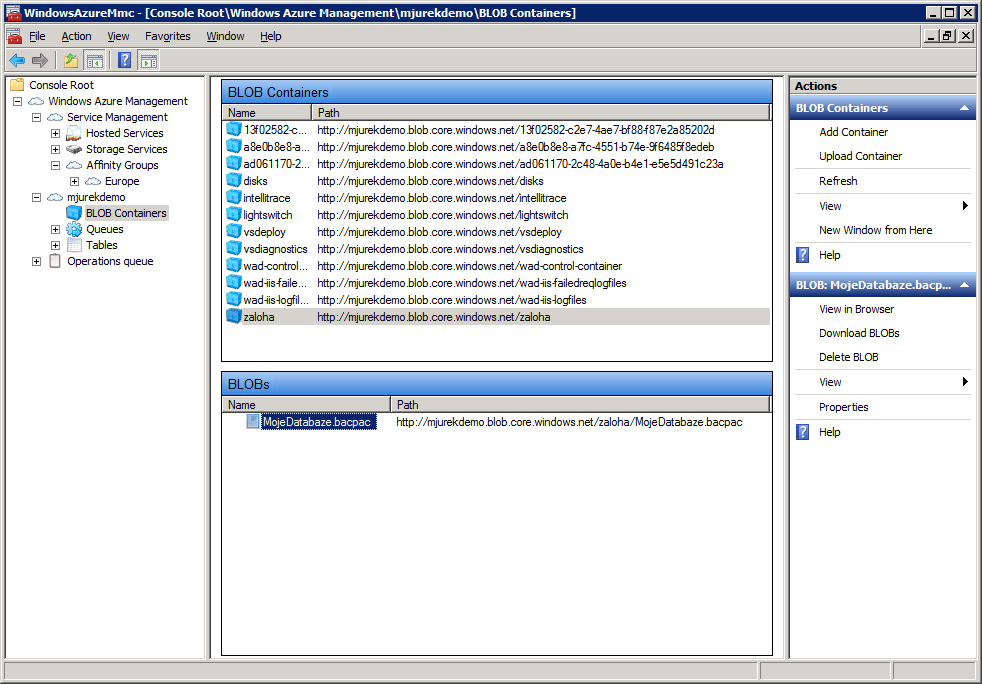 WindowsAzureMmc - [Console Root\Windows Azure Management\mjurekdemo\BLOB Containers]
File Action View Favorites Window Help
Console Root
Windows Azure Management
Service Management
Hosted Services
Storage Services
Affinity Groups
Europe
mjurekdemo
BLOB Containers
Queues
Tables
Operations queue
BLOB Containers
Name Path
13f02582-c... http://mjurekdemo.blob.core.windows.net/13f02582-c2e7-4ae7-bf88-f87e2a85202d
a8e0b8e8-a... http://mjurekdemo.blob.core.windows.net/a8e0b8e8-a7fc-4551-b74e-9f6485f8edeb
ad061170-2... http://mjurekdemo.blob.core.windows.net/ad061170-2c48-4a0e-b4e1-e5e5d491c23a
disks http://mjurekdemo.blob.core.windows.net/disks
intellitrace http://mjurekdemo.blob.core.windows.net/intellitrace
lightswitch http://mjurekdemo.blob.core.windows.net/lightswitch
vsdeploy http://mjurekdemo.blob.core.windows.net/vsdeploy
vsdiagnostics http://mjurekdemo.blob.core.windows.net/vsdiagnostics
wad-control... http://mjurekdemo.blob.core.windows.net/wad-control-container
wad-iis-faile... http://mjurekdemo.blob.core.windows.net/wad-iis-failedreqlogfiles
wad-iis-logfil... http://mjurekdemo.blob.core.windows.net/wad-iis-logfiles
zaloha http://mjurekdemo.blob.core.windows.net/zaloha
BLOBs
Name Path
MojeDatabaze.bacpac http://mjurekdemo.blob.core.windows.net/zaloha/MojeDatabaze.bacpac
Actions
BLOB Containers
Add Container
Upload Container
Refresh
View
New Window from Here
Help
BLOB: MojeDatabaze.bacp...
View in Browser
Download BLOBs
Delete BLOB
View
Properties
Help